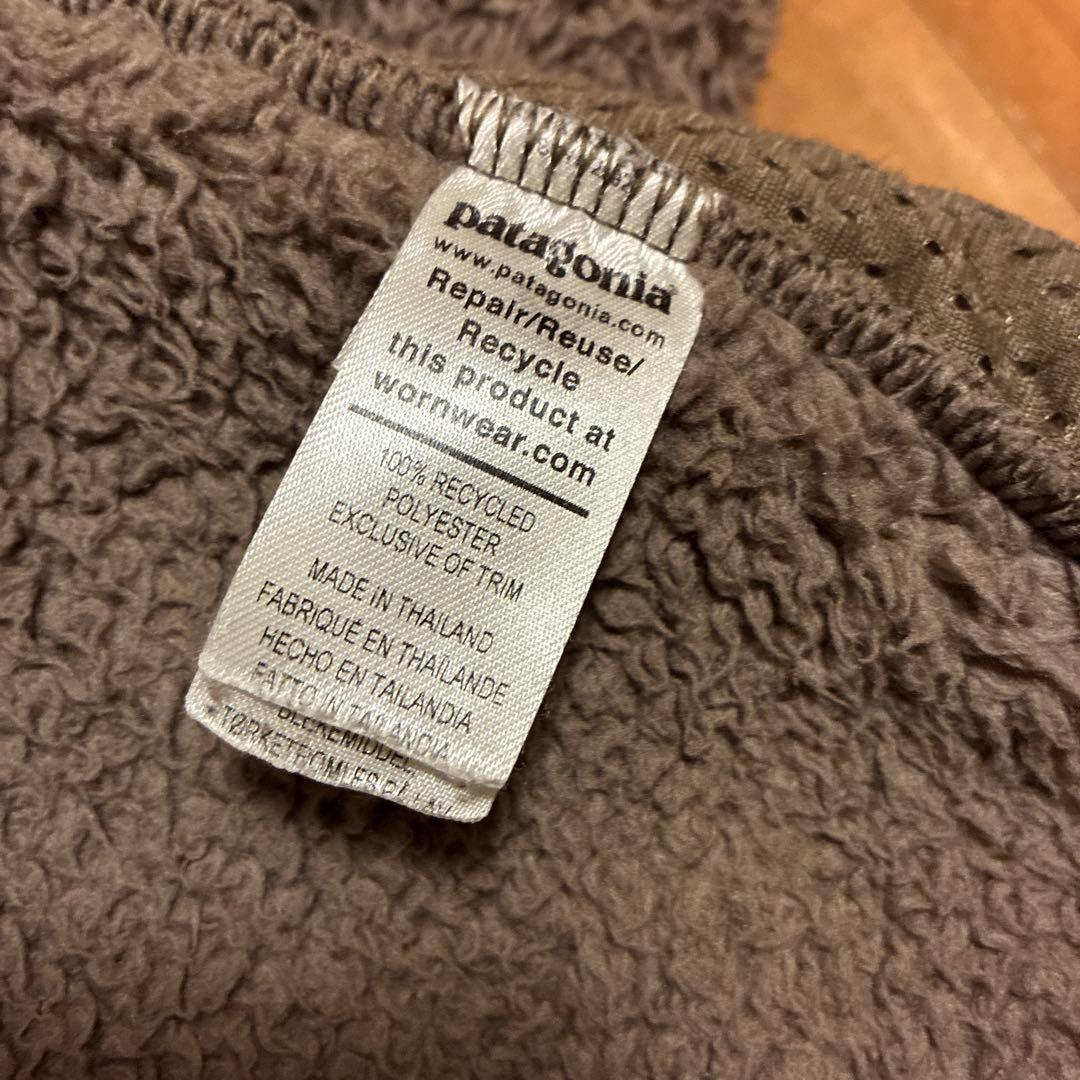 patagonia
www.patagonia.com
Repair/Reuse/
Recycle
this product at
wornwear.com
100% RECYCLED
POLYESTER
EXCLUSIVE OF TRIM
MADE IN THAILAND
FABRIQUÉ EN THAÏLANDE
HECHO EN TAILANDIA
FATTO IN TAILANDIA
BLEKEMIDDEL